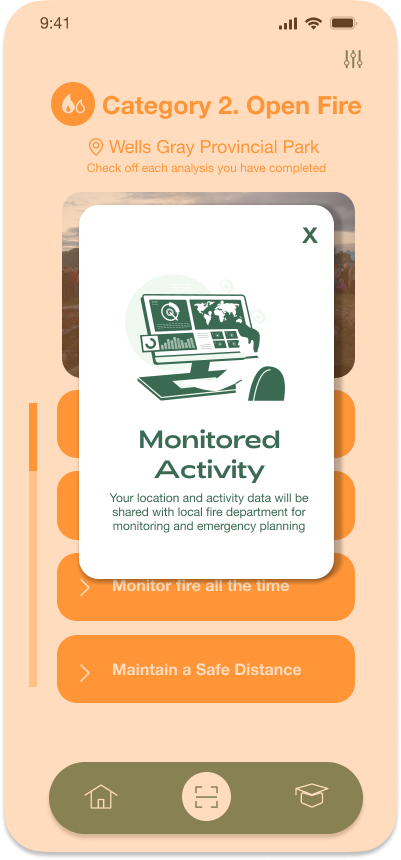 9:41
Category 2. Open Fire
Wells Gray Provincial Park
Check off each analysis you have completed
X
Monitored
Activity
Your location and activity data will be
shared with local fire department for
monitoring and emergency planning
Monitor fire all the time
Maintain a Safe Distance